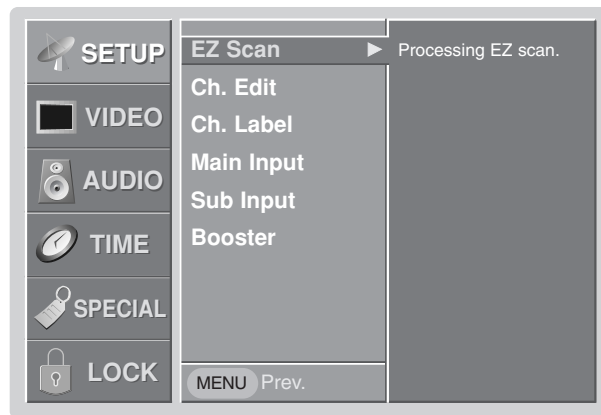 SETUP
VIDEO
AUDIO
TIME
SPECIAL
LOCK
EZ Scan
Ch. Edit
Ch. Label
Main Input
Sub Input
Booster
MENU Prev.
Processing EZ scan.